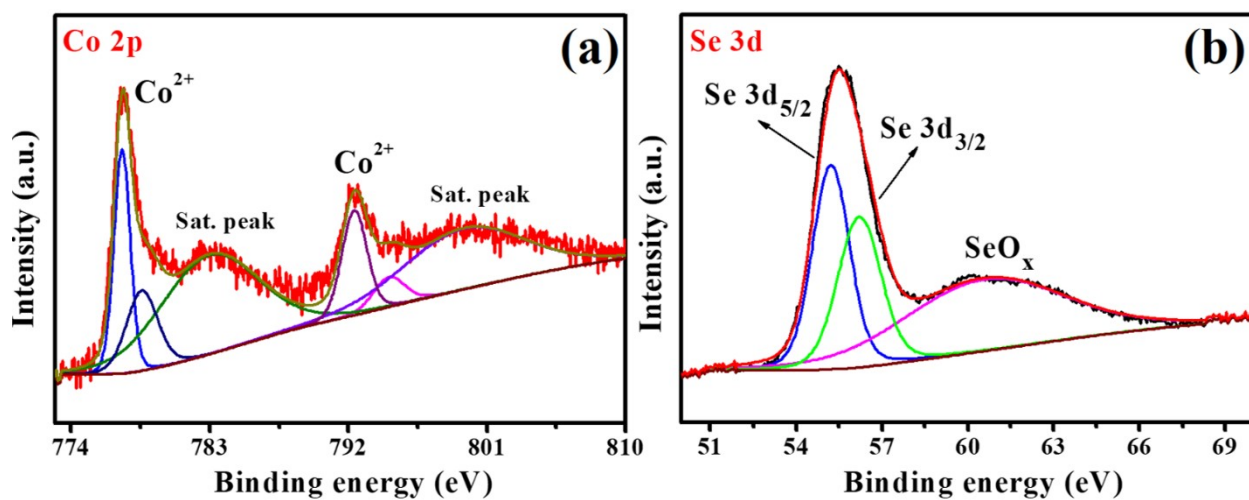 Co 2p
(a)
Co²⁺
Co²⁺
Sat. peak
Sat. peak
Intensity (a.u.)
774 783 792 801 810
Binding energy (eV)
Se 3d
(b)
Se 3d₅/₂
Se 3d₃/₂
SeOₓ
Intensity (a.u.)
51 54 57 60 63 66 69
Binding energy (eV)